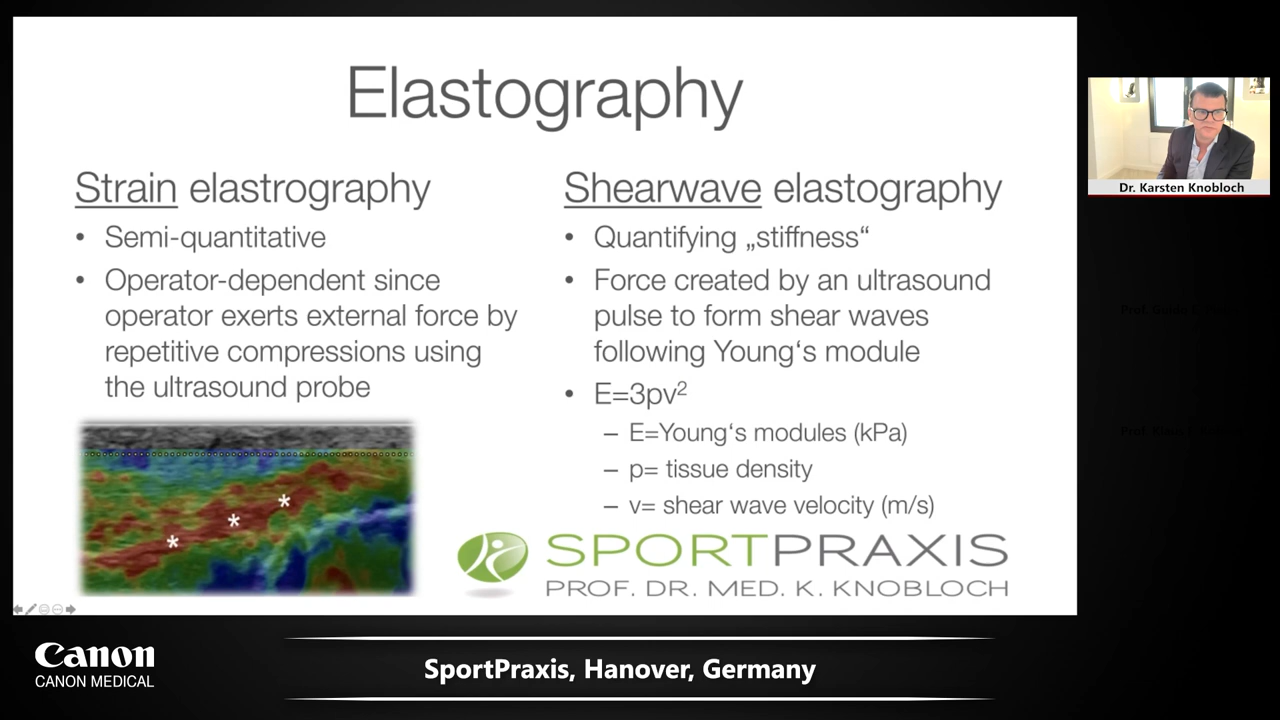 Elastography
Strain elastrography
• Semi-quantitative
• Operator-dependent since
operator exerts external force by
repetitive compressions using
the ultrasound probe
* * *
Shearwave elastography
• Quantifying „stiffness“
• Force created by an ultrasound
pulse to form shear waves
following Young‘s module
• E=3pv²
– E=Young‘s modules (kPa)
– p= tissue density
– v= shear wave velocity (m/s)
SPORTPRAXIS
PROF. DR. MED. K. KNOBLOCH
Dr. Karsten Knobloch
Canon
CANON MEDICAL
SportPraxis, Hanover, Germany